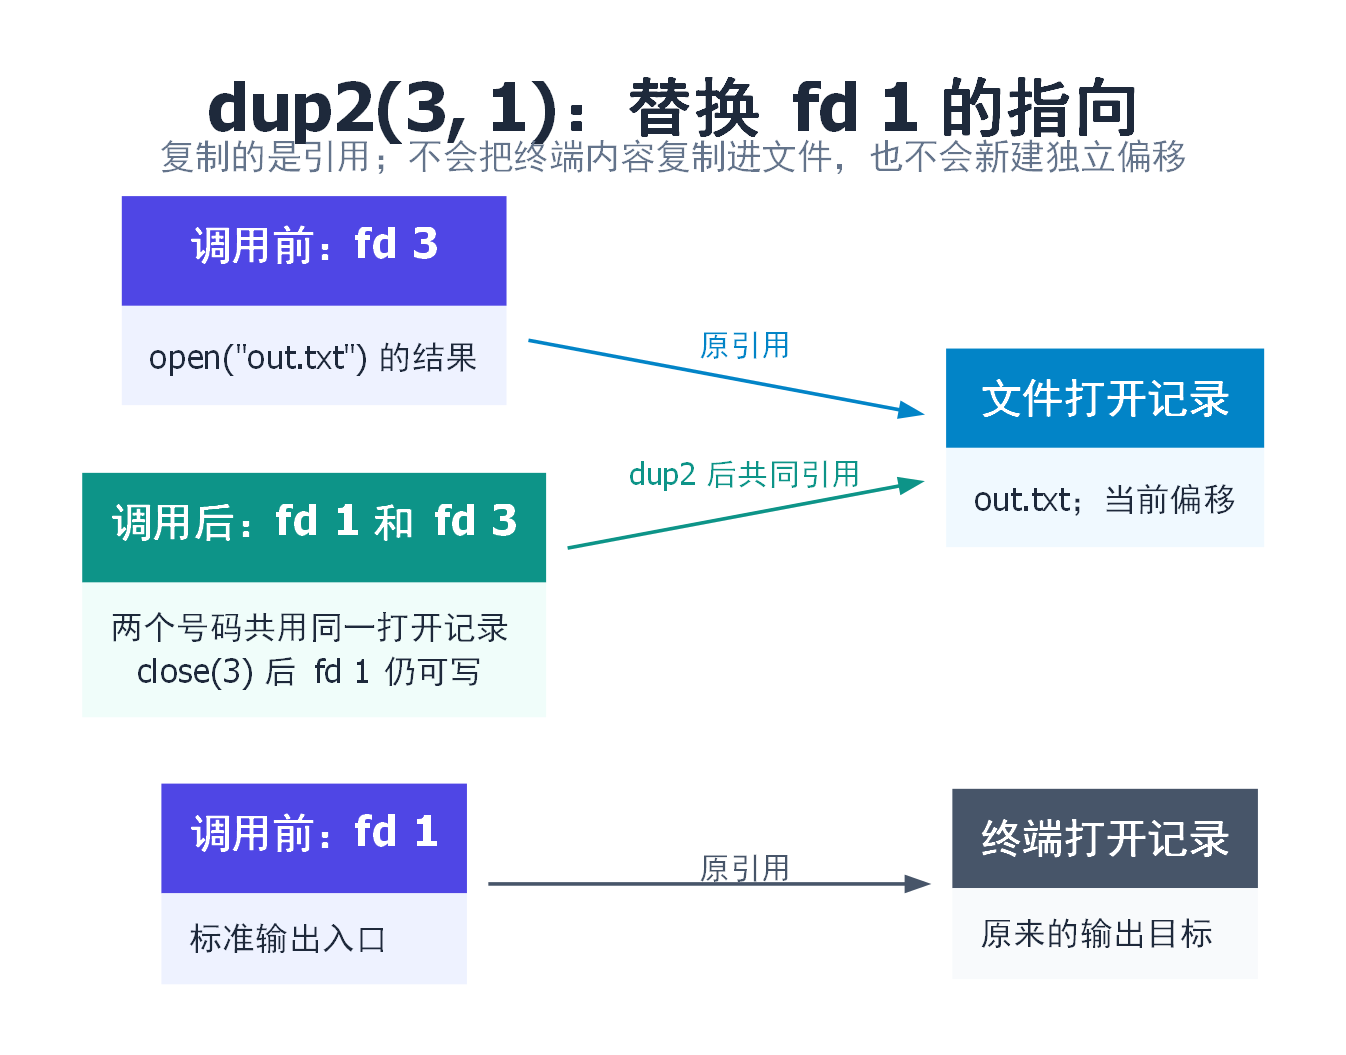 dup2(3, 1)：替换 fd 1 的指向
复制的是引用；不会把终端内容复制进文件，也不会新建独立偏移
调用前：fd 3
open("out.txt") 的结果
原引用
文件打开记录
out.txt；当前偏移
dup2 后共同引用
调用后：fd 1 和 fd 3
两个号码共用同一打开记录
close(3) 后 fd 1 仍可写
调用前：fd 1
标准输出入口
原引用
终端打开记录
原来的输出目标